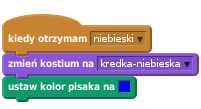 kiedy otrzymam niebieski
zmień kostium na kredka-niebieska
ustaw kolor pisaka na